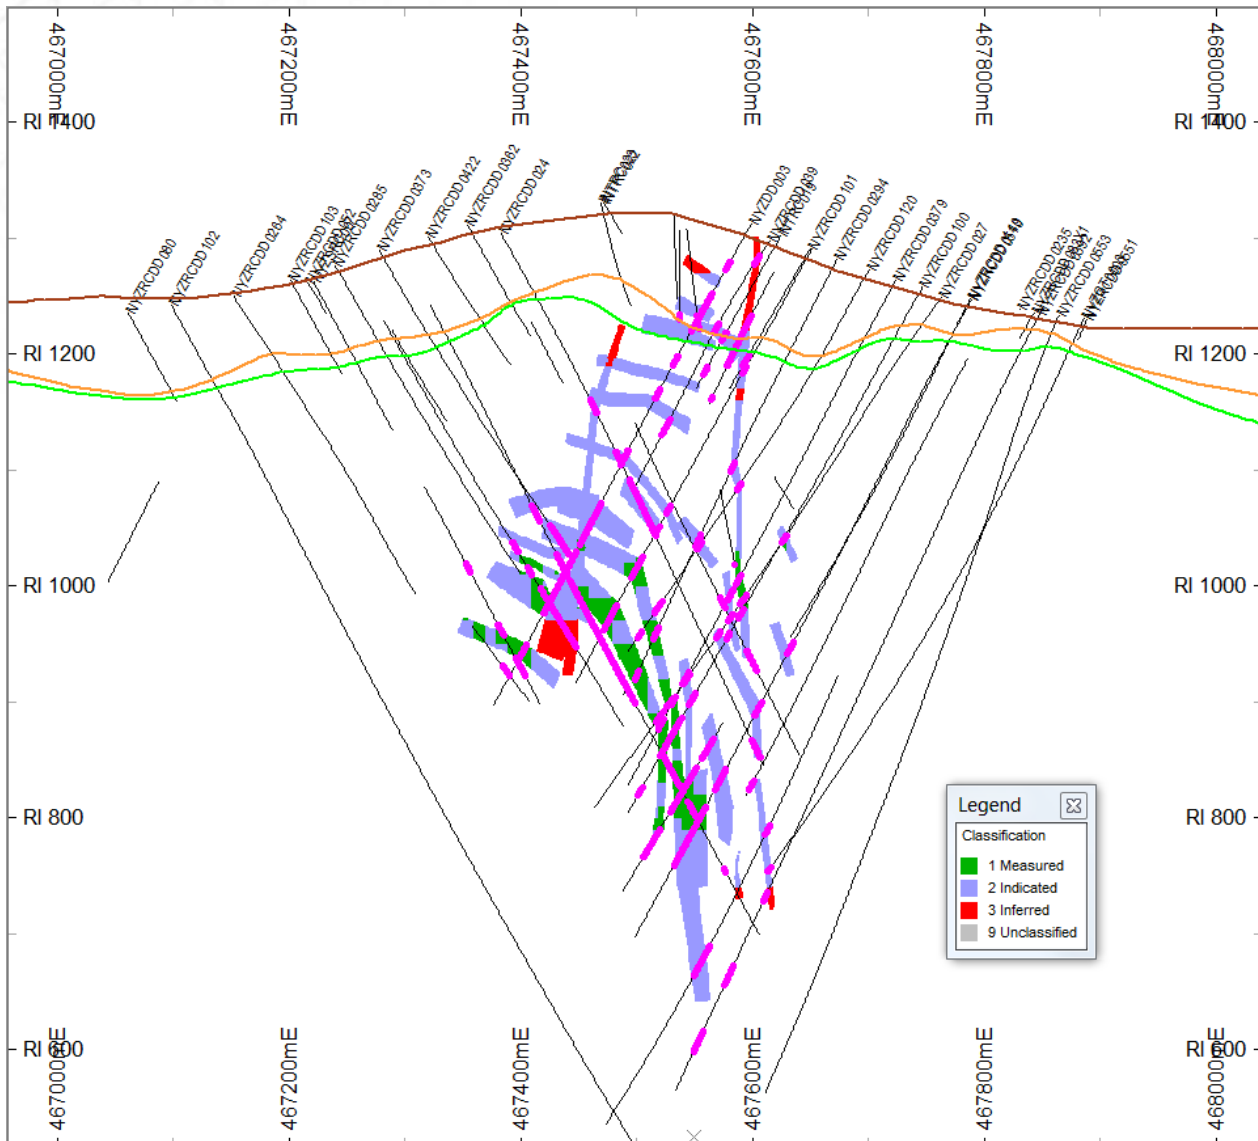 467000mE
467200mE
467400mE
467600mE
467800mE
468000mE
Rl 1400
Rl 1400
NYZRCDD080
NYZRCDD102
NYZRCDD0284
NYZRCDD103
NYZRCDD0285
NYZRCDD0373
NYZRCDD0422
NYZRCDD0362
NYZRCDD024
NYZDD003
NYZRCDD101
NYZRCDD0294
NYZRCDD120
NYZRCDD0379
NYZRCDD100
NYZRCDD027
NYZRCDD0235
Rl 1200
Rl 1200
Rl 1000
Rl 1000
Rl 800
Rl 800
Legend
Classification
1 Measured
2 Indicated
3 Inferred
9 Unclassified
Rl 600
Rl 600
467000mE
467200mE
467400mE
467600mE
467800mE
468000mE